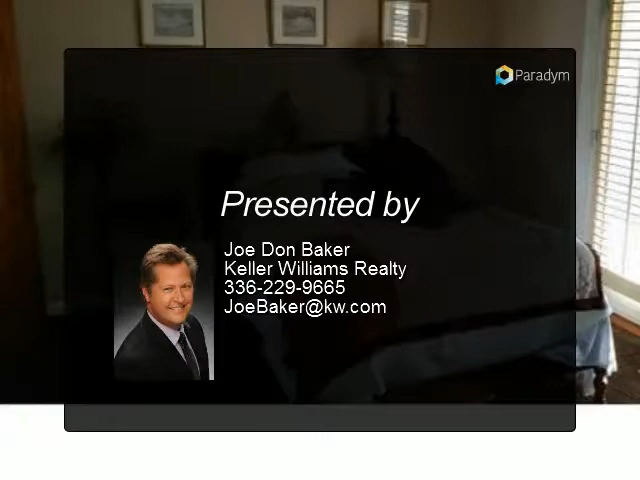 Paradym
Presented by
Joe Don Baker
Keller Williams Realty
336-229-9665
JoeBaker@kw.com